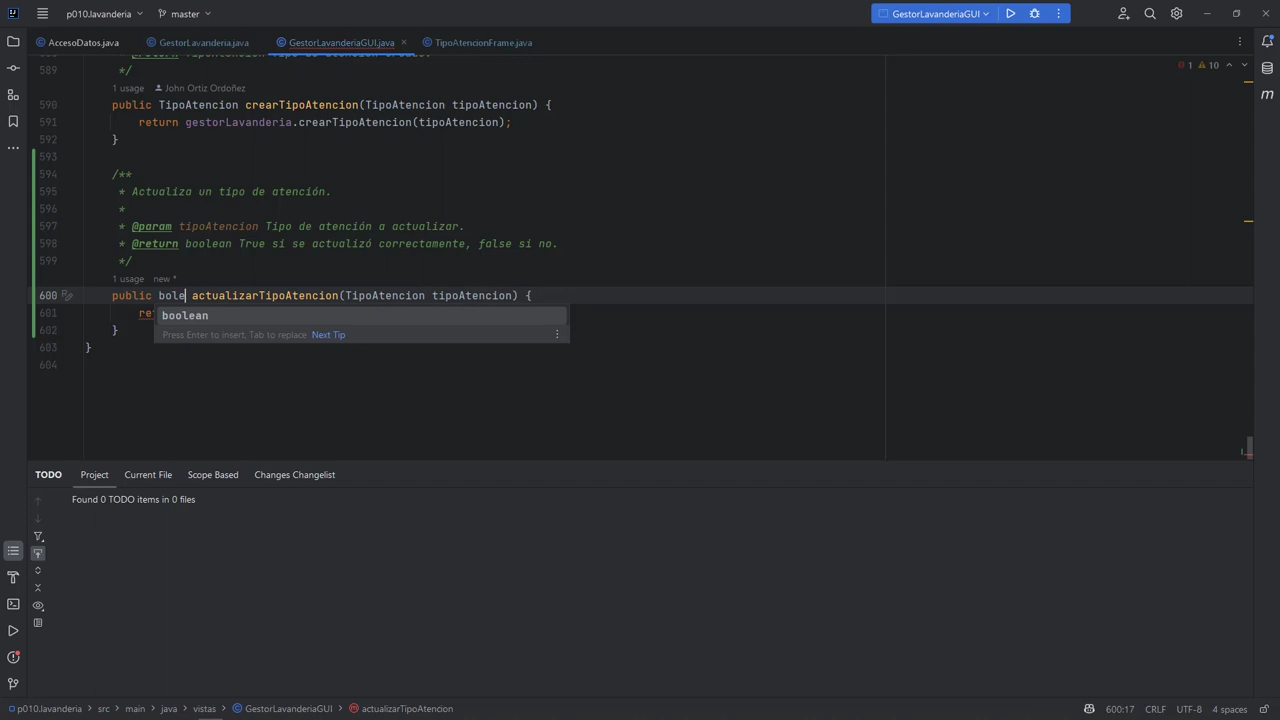 p010.lavanderia
master
GestorLavanderiaGUI
AccesoDatos.java
GestorLavanderia.java
GestorLavanderiaGUI.java
TipoAtencionFrame.java
1
10
589
*/
1 usage John Ortiz Ordoñez
590 public TipoAtencion crearTipoAtencion(TipoAtencion tipoAtencion) {
591 return gestorLavanderia.crearTipoAtencion(tipoAtencion);
592 }
593
594 /**
595 * Actualiza un tipo de atención.
596 *
597 * @param tipoAtencion Tipo de atención a actualizar.
598 * @return boolean True si se actualizó correctamente, false si no.
599 */
1 usage new *
600 public bole actualizarTipoAtencion(TipoAtencion tipoAtencion) {
boolean
601 re
Press Enter to insert, Tab to replace Next Tip
602 }
603 }
604
TODO Project Current File Scope Based Changes Changelist
Found 0 TODO items in 0 files
p010.lavanderia > src > main > java > vistas > GestorLavanderiaGUI > actualizarTipoAtencion
600:17 CRLF UTF-8 4 spaces